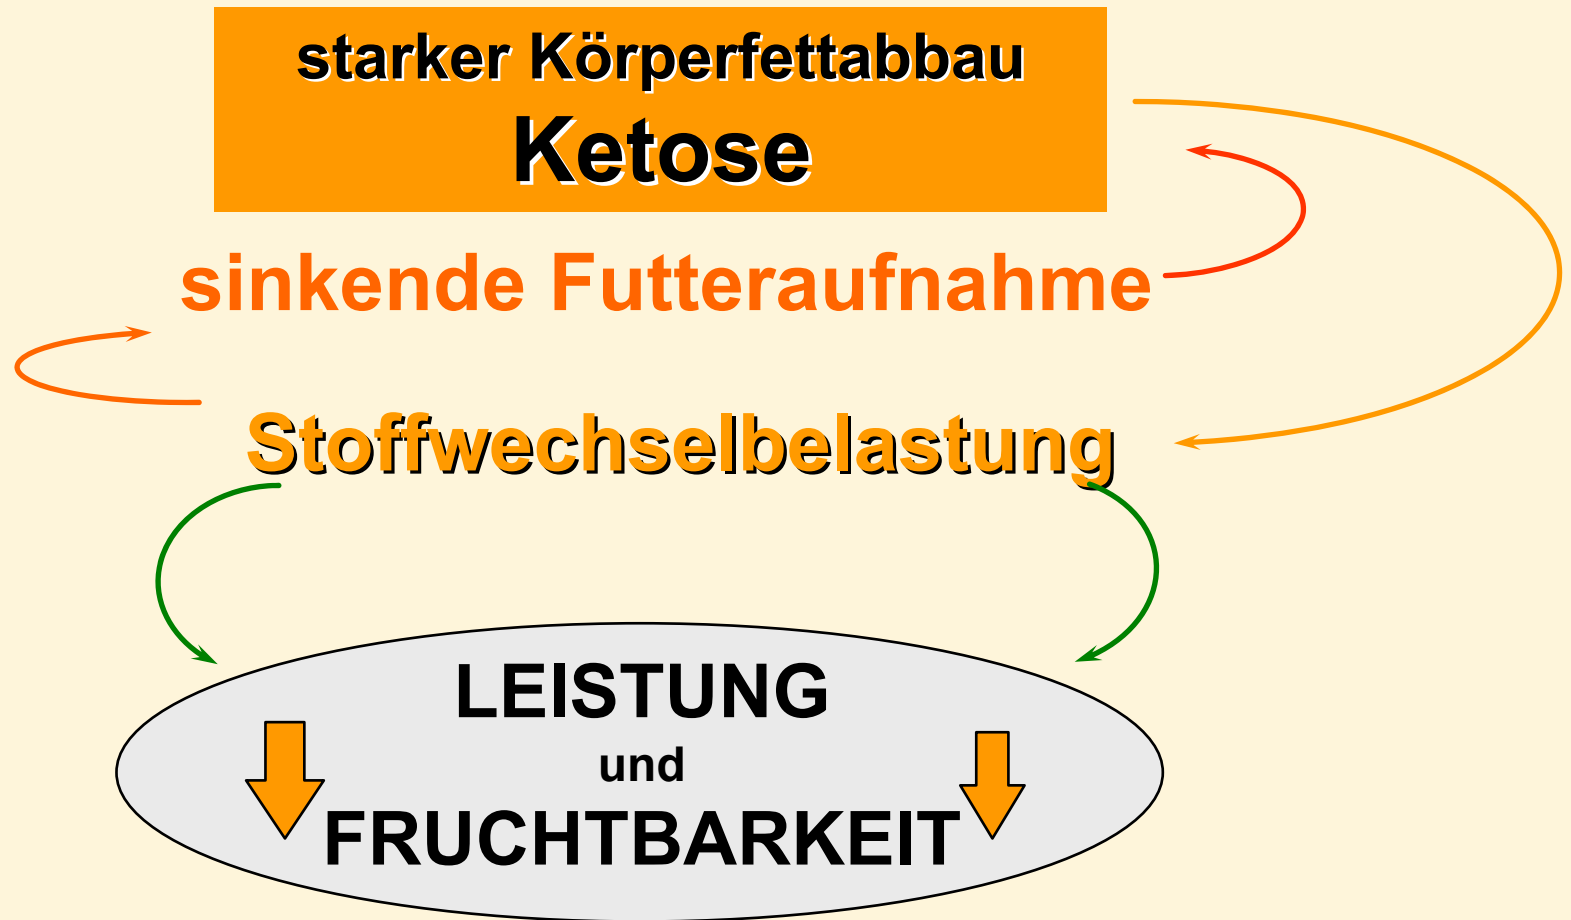 starker Körperfettabbau
Ketose
sinkende Futteraufnahme
Stoffwechselbelastung
LEISTUNG
und
FRUCHTBARKEIT